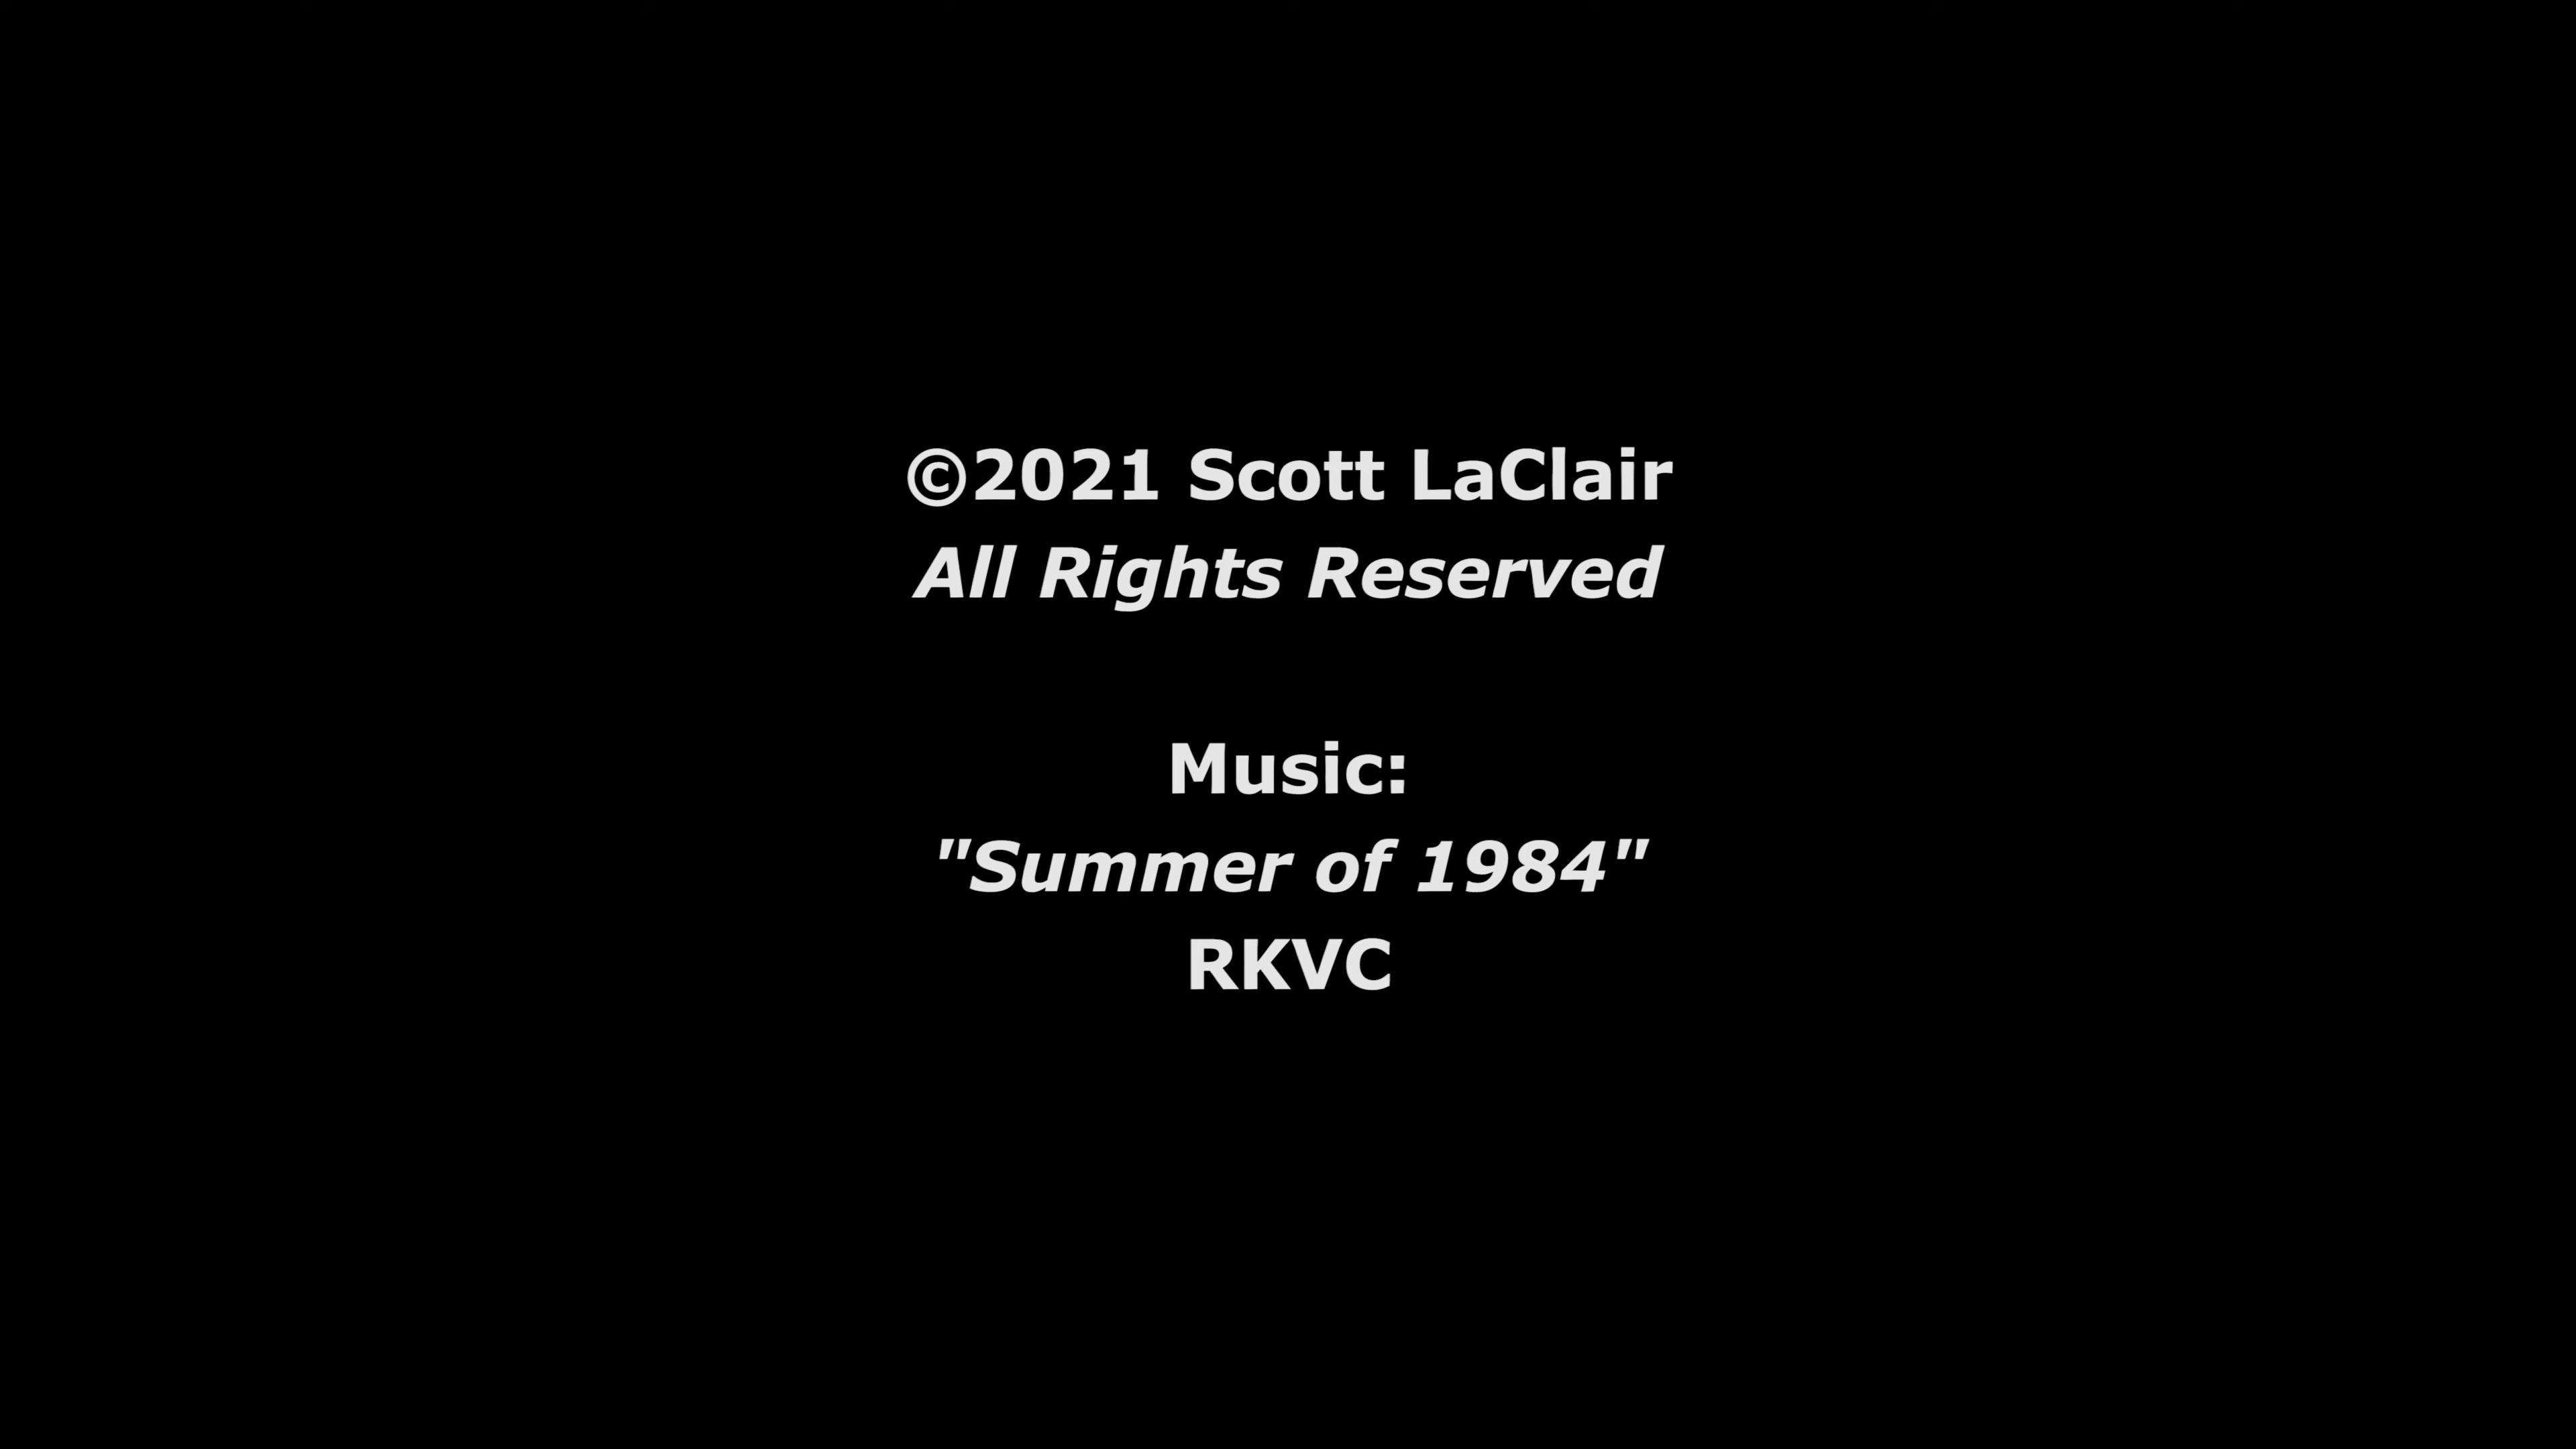 ©2021 Scott LaClair
All Rights Reserved
Music:
"Summer of 1984"
RKVC